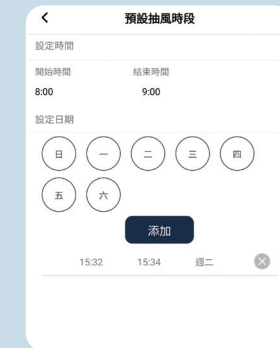 預設抽風時段
設定時間
開始時間 結束時間
8:00 9:00
設定日期
日 一 二 三 四
五 六
添加
15:32 15:34 週二